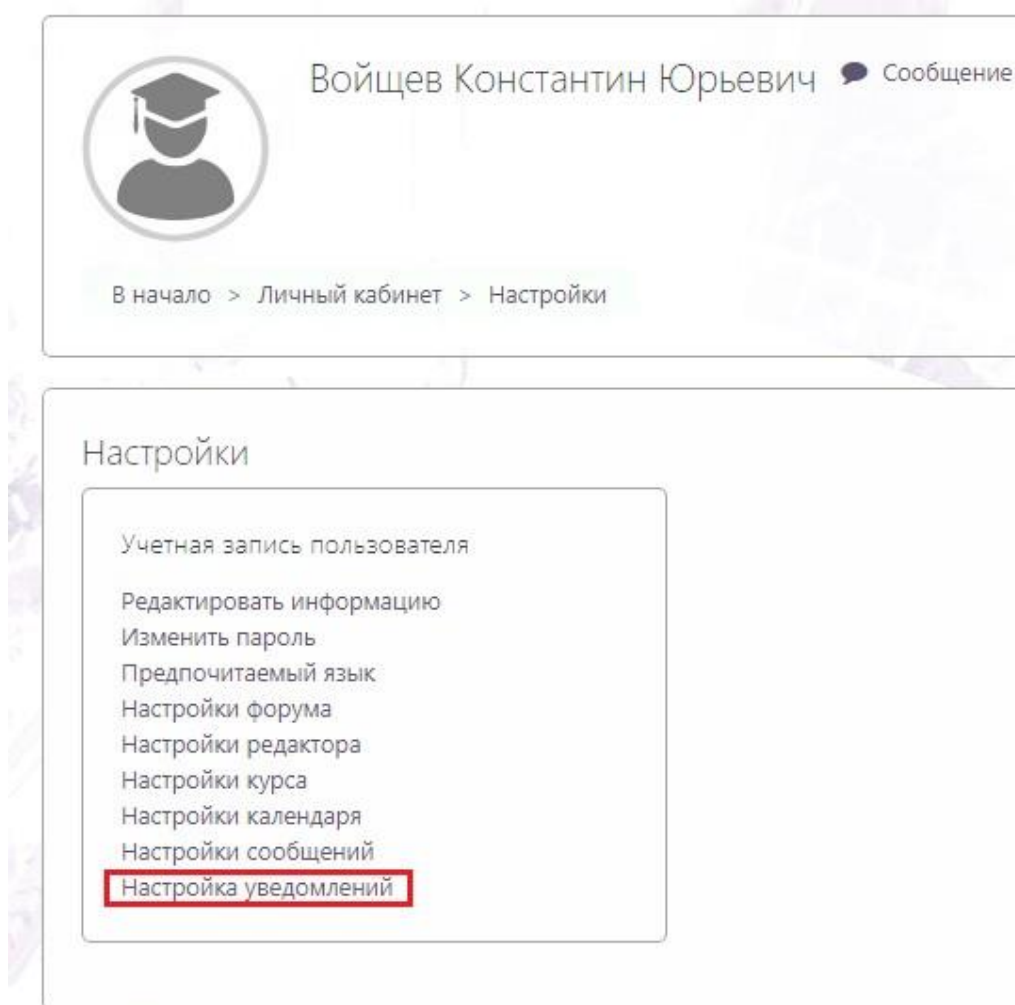 Войщев Константин Юрьевич Сообщение
В начало > Личный кабинет > Настройки
Настройки
Учетная запись пользователя
Редактировать информацию
Изменить пароль
Предпочитаемый язык
Настройки форума
Настройки редактора
Настройки курса
Настройки календаря
Настройки сообщений
Настройка уведомлений